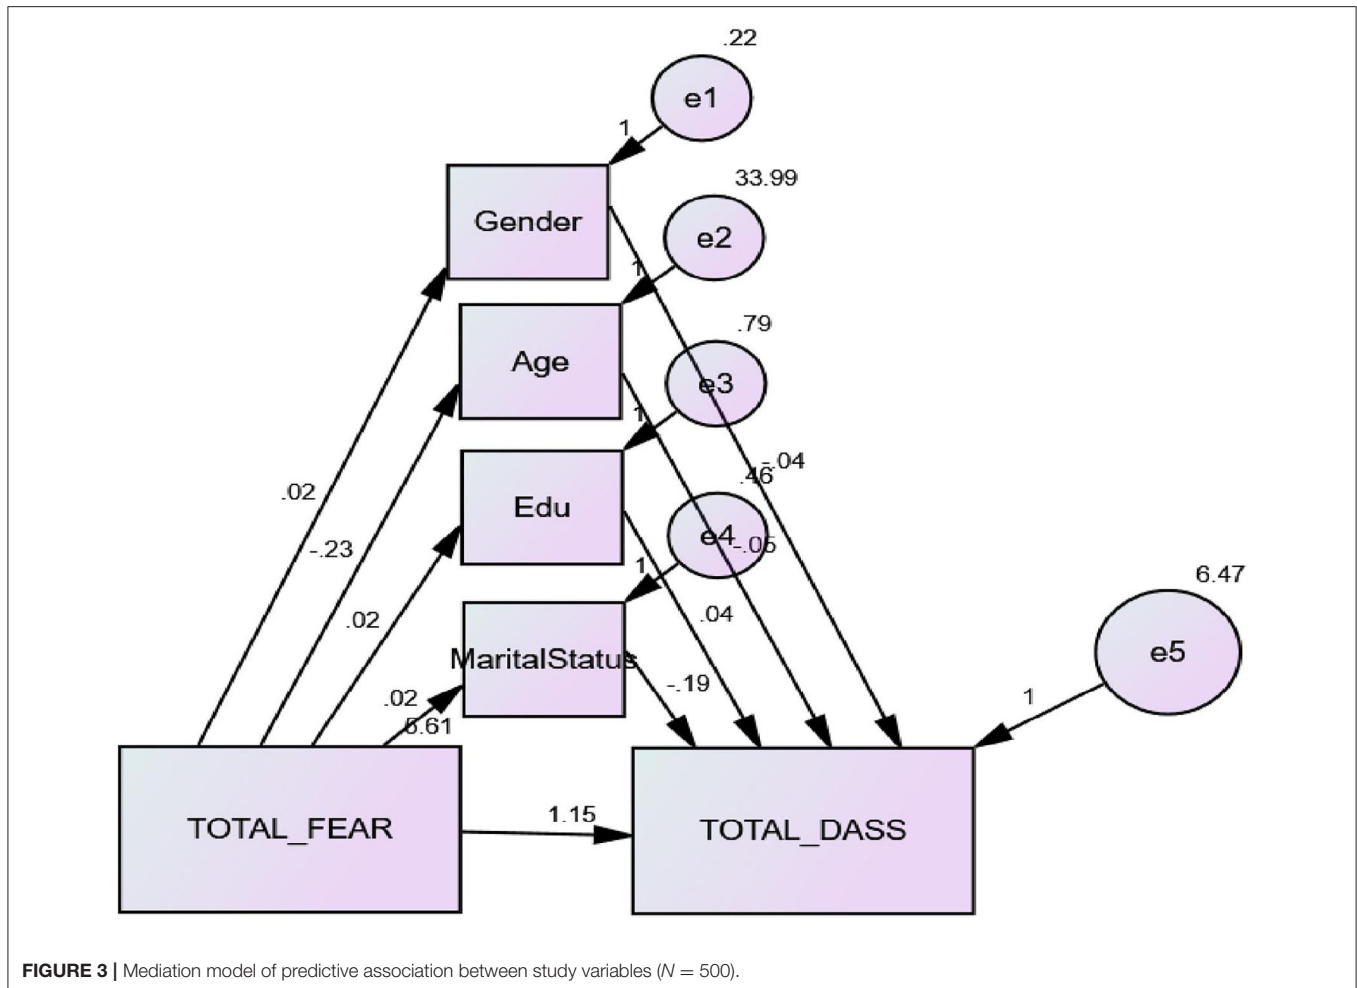 .22
e1
1
Gender
33.99
e2
1
Age
.79
e3
1
Edu
.46
-.04
e4
-.05
1
MaritalStatus
.02
-.23
.02
.02
6.61
.04
-.19
6.47
e5
1
TOTAL_FEAR
1.15
TOTAL_DASS
FIGURE 3 | Mediation model of predictive association between study variables (N = 500).